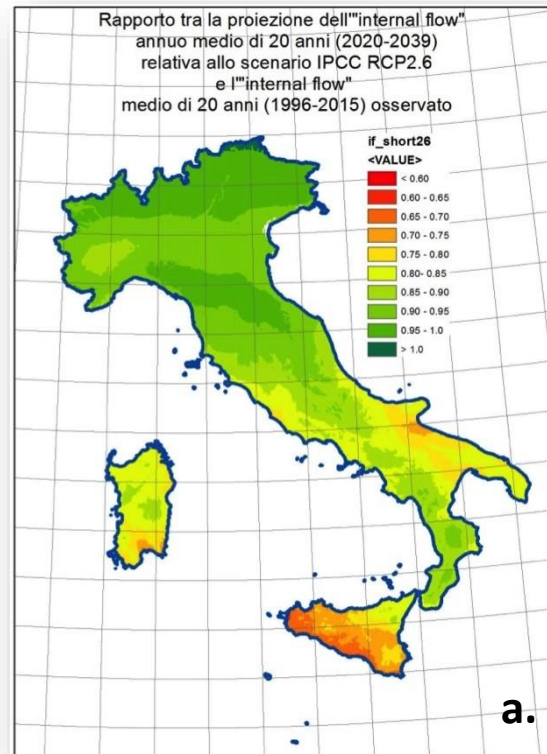 Rapporto tra la proiezione dell'"internal flow"
annuo medio di 20 anni (2020-2039)
relativa allo scenario IPCC RCP2.6
e l'"internal flow"
medio di 20 anni (1996-2015) osservato
if_short26
<VALUE>
< 0.60
0.60 - 0.65
0.65 - 0.70
0.70 - 0.75
0.75 - 0.80
0.80- 0.85
0.85 - 0.90
0.90 - 0.95
0.95 - 1.0
> 1.0
a.